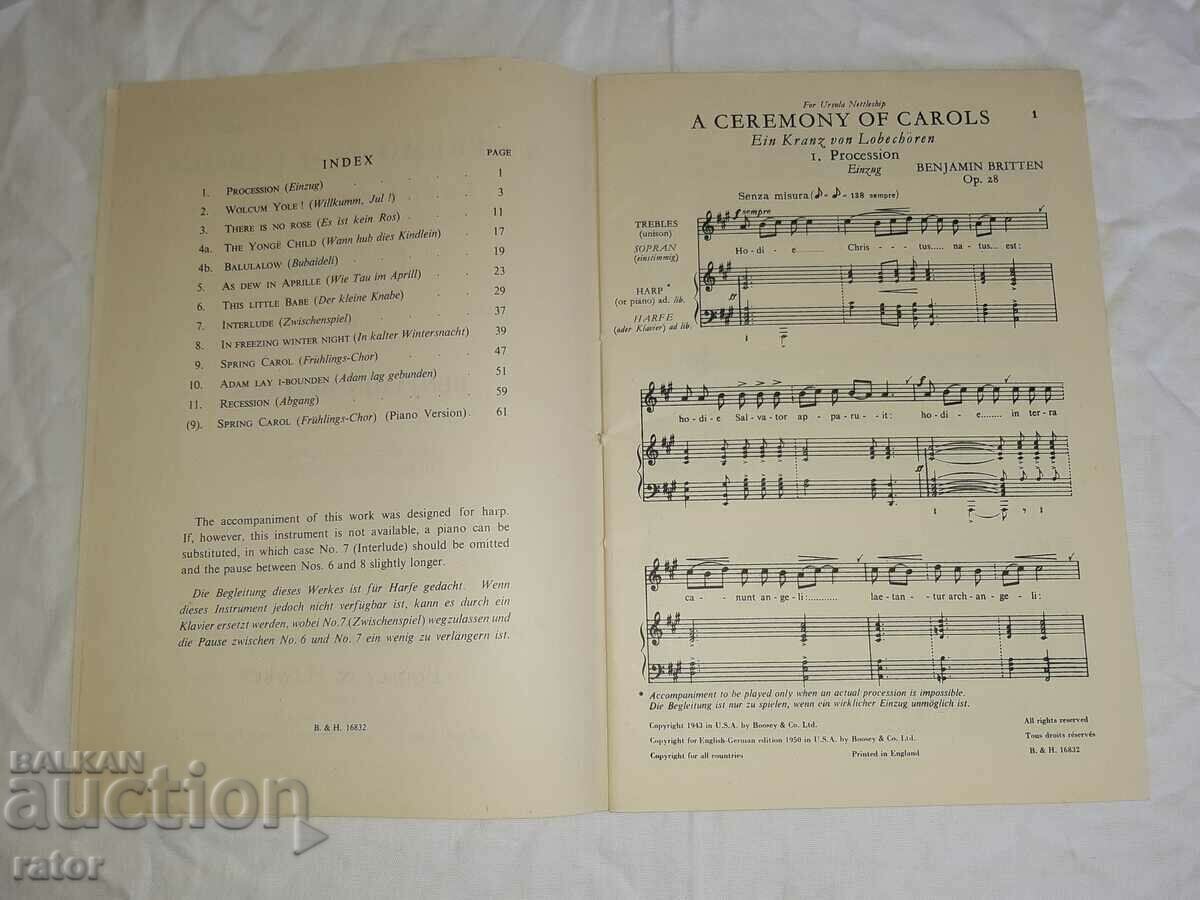 INDEX PAGE
1. PROCESSION (Einzug) . . . . . 1
2. WOLCUM YOLE! (Willkumm, Jul!) . . . 3
3. THERE IS NO ROSE (Es ist kein Ros) . . . 11
4a. THE YONGË CHILD (Wann hub dies Kindlein) . 17
4b. BALULALOW (Bubaideli) . . . . 19
5. AS DEW IN APRILLE (Wie Tau im Aprill) . . 23
6. THIS LITTLE BABE (Der kleine Knabe) . . . 29
7. INTERLUDE (Zwischenspiel) . . . . 37
8. IN FREEZING WINTER NIGHT (In kalter Wintersnacht) 39
9. SPRING CAROL (Frühlings-Chor) . . . . 47
10. ADAM LAY I-BOUNDEN (Adam lag gebunden) . . 51
11. RECESSION (Abgang) . . . . . 59
(9). SPRING CAROL (Frühlings-Chor) (Piano Version) . 61
The accompaniment of this work was designed for harp.
If, however, this instrument is not available, a piano can be
substituted, in which case No. 7 (Interlude) should be omitted
and the pause between Nos. 6 and 8 slightly longer.
Die Begleitung dieses Werkes ist für Harfe gedacht. Wenn
dieses Instrument jedoch nicht verfügbar ist, kann es durch ein
Klavier ersetzt werden, wobei No.7.(Zwischenspiel) wegzulassen und
die Pause zwischen No. 6 und No. 7 ein wenig zu verlängern ist.
B. & H. 16832
For Ursula Nettleship
A CEREMONY OF CAROLS 1
Ein Kranz von Lobechören
1. Procession
Einzug BENJAMIN BRITTEN
Op. 28
Senza misura (♪=♪=138 sempre)
f sempre
TREBLES
(unison)
SOPRAN
(einstimmig)
Ho - di - e Chris - - - tus..... na - tus... est:
HARP *
(or piano) ad. lib.
HARFE
(oder Klavier) ad lib.
ff
1
ho - di - e Sal - va - tor ap - pa - ru - it: ho - di - e....... in ter - ra
ff
1 1
ca - - nunt an - ge - li:.......... lae - tan - - tur arch - an - ge - li:
* Accompaniment to be played only when an actual procession is impossible.
Die Begleitung ist nur zu spielen, wenn ein wirklicher Einzug unmöglich ist.
Copyright 1943 in U.S.A. by Boosey & Co. Ltd. All rights reserved
Copyright for English-German edition 1950 in U.S.A. by Boosey & Co. Ltd. Tous droits réservés
Copyright for all countries Printed in England B. & H. 16832
BALKAN
auction
rator